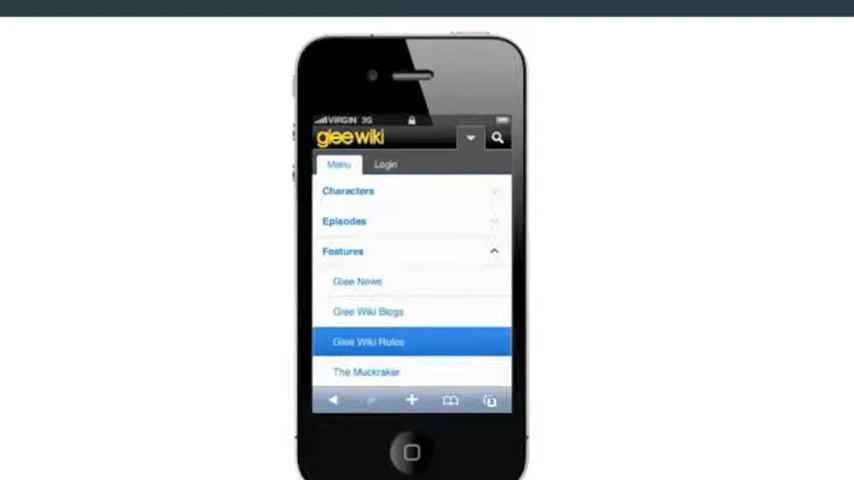 VIRGIN 3G
glee wiki
Menu Login
Characters
Episodes
Features
Glee News
Glee Wiki Blogs
Glee Wiki Rules
The Muckraker